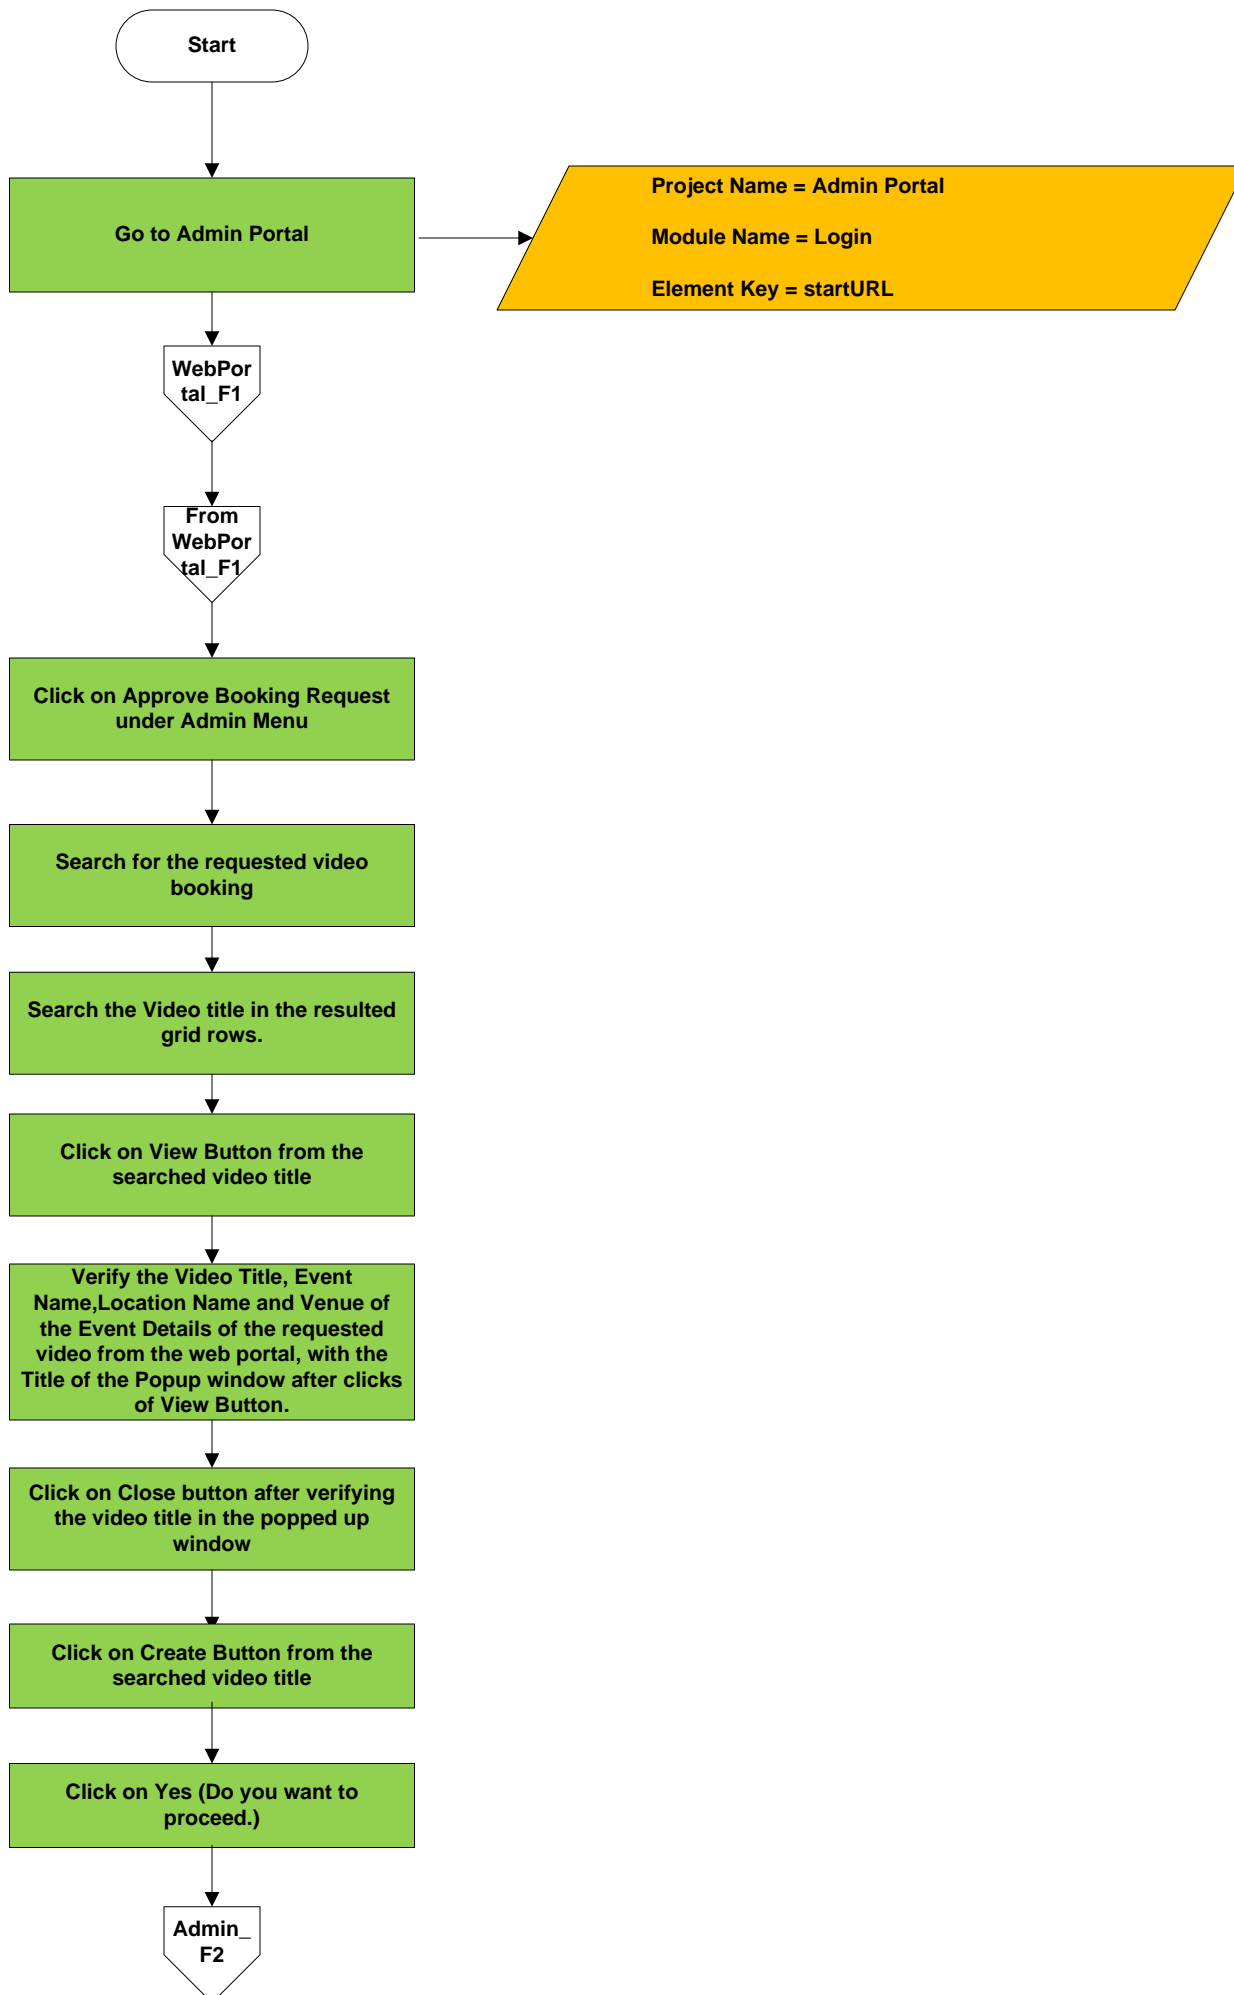 Start
Go to Admin Portal
Project Name = Admin Portal
Module Name = Login
Element Key = startURL
WebPor
tal_F1
From
WebPor
tal_F1
Click on Approve Booking Request
under Admin Menu
Search for the requested video
booking
Search the Video title in the resulted
grid rows.
Click on View Button from the
searched video title
Verify the Video Title, Event
Name,Location Name and Venue of
the Event Details of the requested
video from the web portal, with the
Title of the Popup window after clicks
of View Button.
Click on Close button after verifying
the video title in the popped up
window
Click on Create Button from the
searched video title
Click on Yes (Do you want to
proceed.)
Admin_
F2